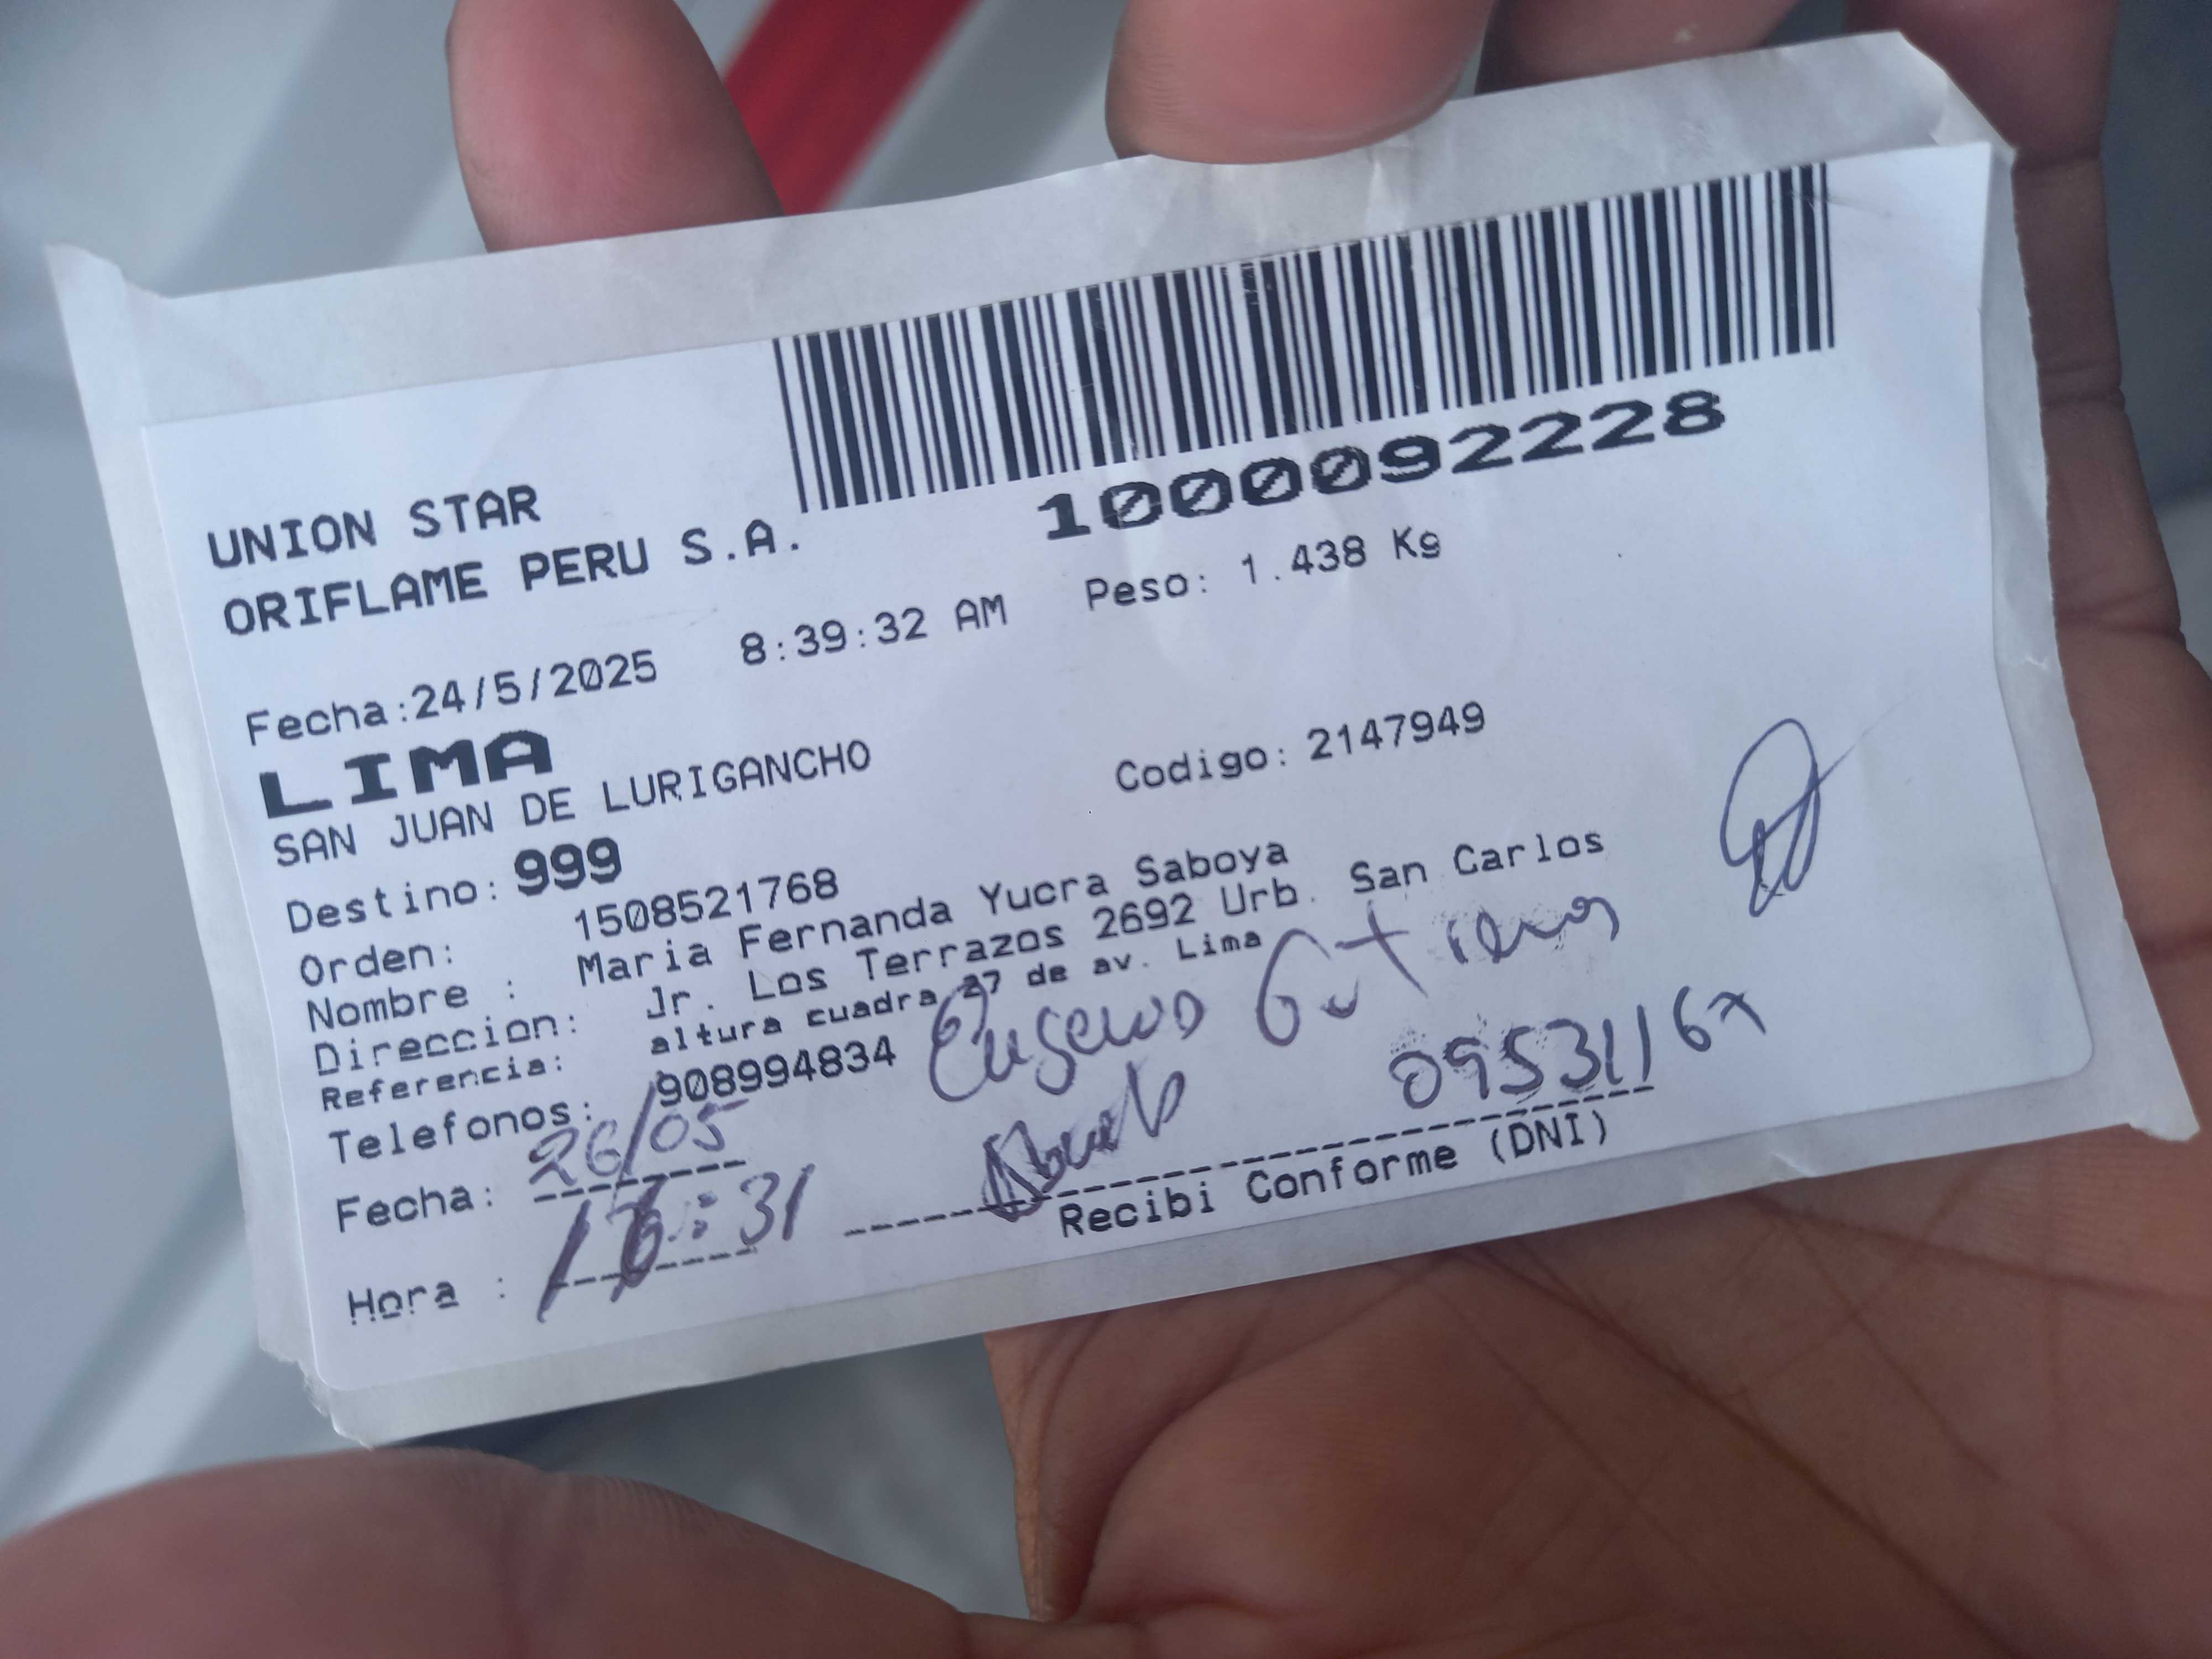 UNION STAR
ORIFLAME PERU S.A.
1000092228
Fecha:24/5/2025 8:39:32 AM Peso: 1.438 Kg
LIMA
SAN JUAN DE LURIGANCHO Codigo: 2147949
Destino: 999
Orden: 1508521768
Nombre : Maria Fernanda Yucra Saboya
Direccion: Jr. Los Terrazos 2692 Urb. San Carlos
Referencia: altura cuadra 27 de av. Lima
Telefonos: 908994834
Fecha: 26/05
Hora : 16:31
Recibi Conforme (DNI)